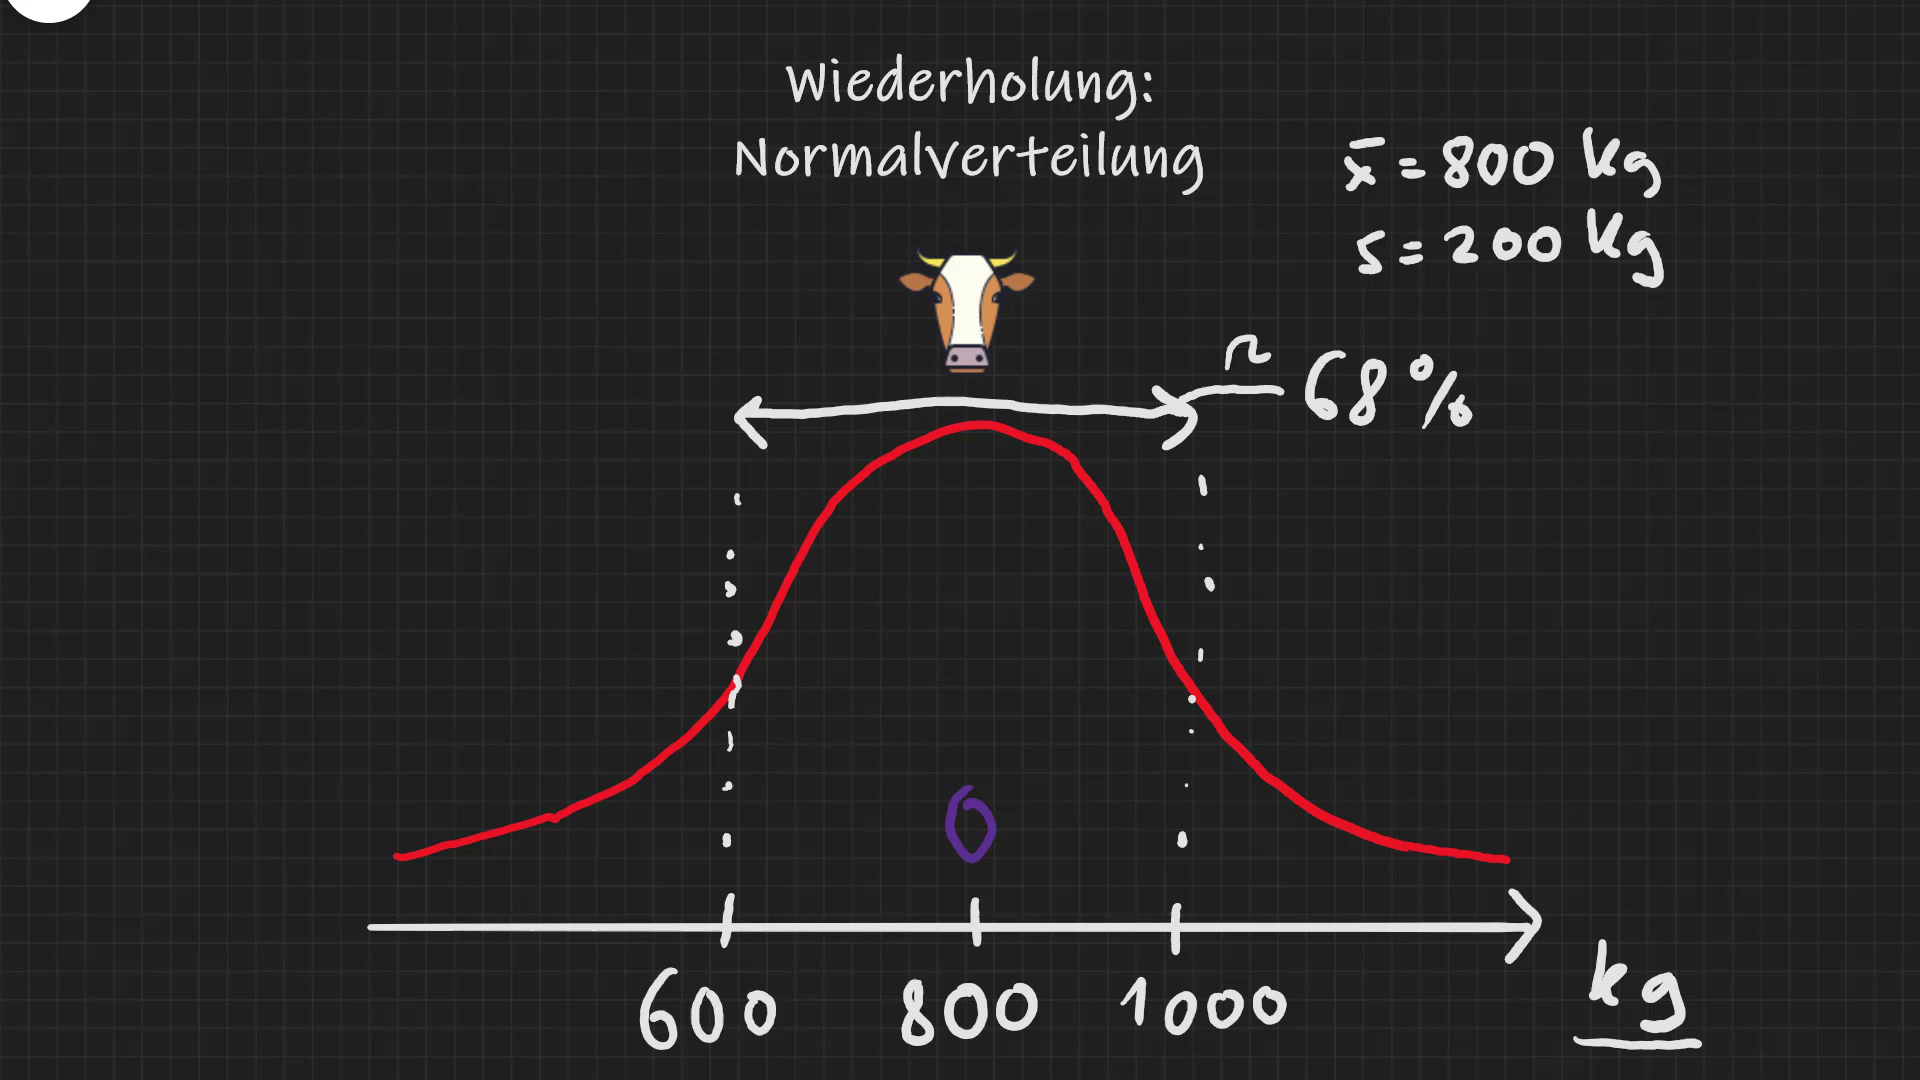 Wiederholung:
Normalverteilung
x̄ = 800 kg
s = 200 kg
~ 68%
0
600 800 1000 kg